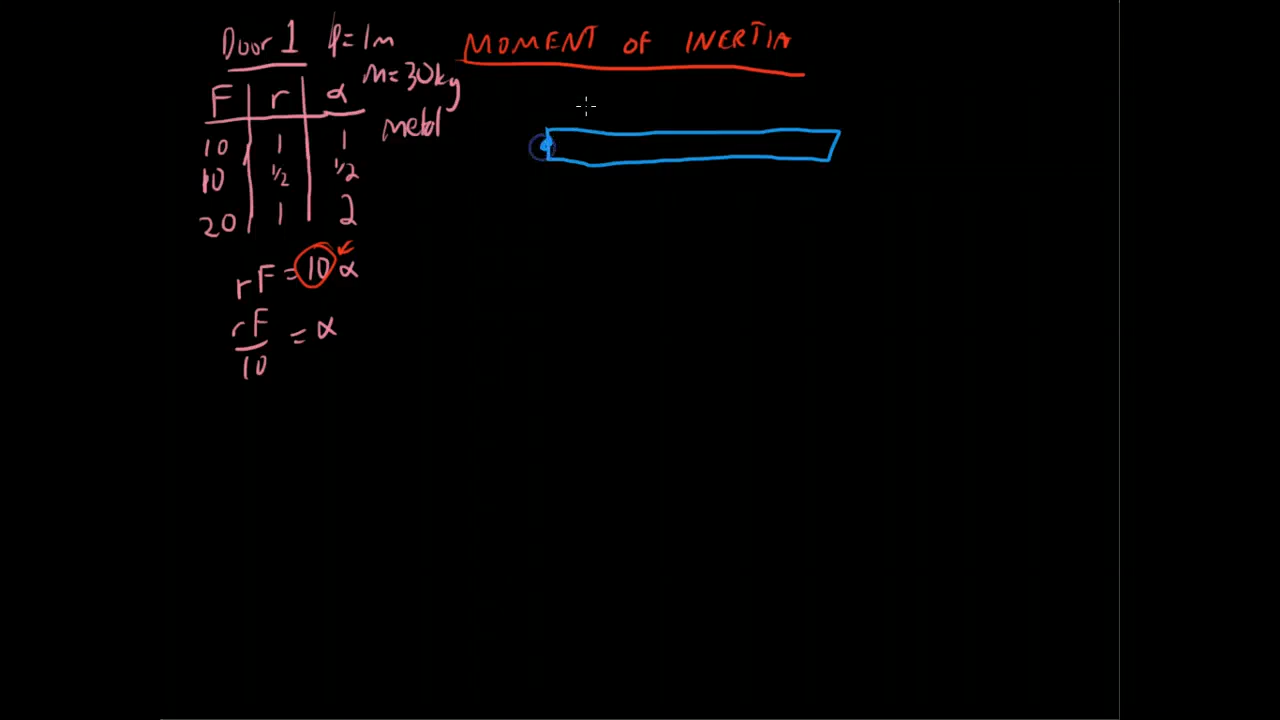 Door 1 l = 1m
MOMENT OF INERTIA
m = 30kg
metal
F r α
10 1 1
10 1/2 1/2
20 1 2
rF = 10 α
rF/10 = α